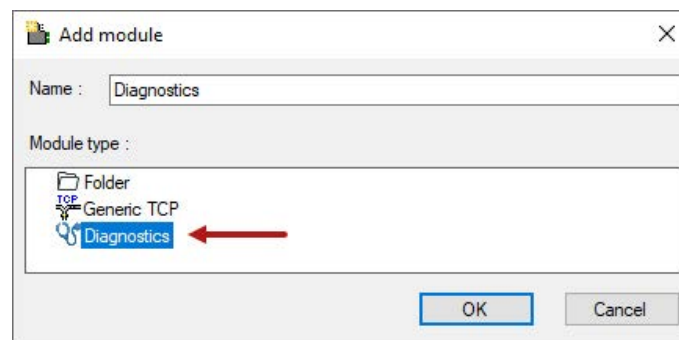 Add module
Name :
Diagnostics
Module type :
Folder
TCP
Generic TCP
Diagnostics
OK
Cancel